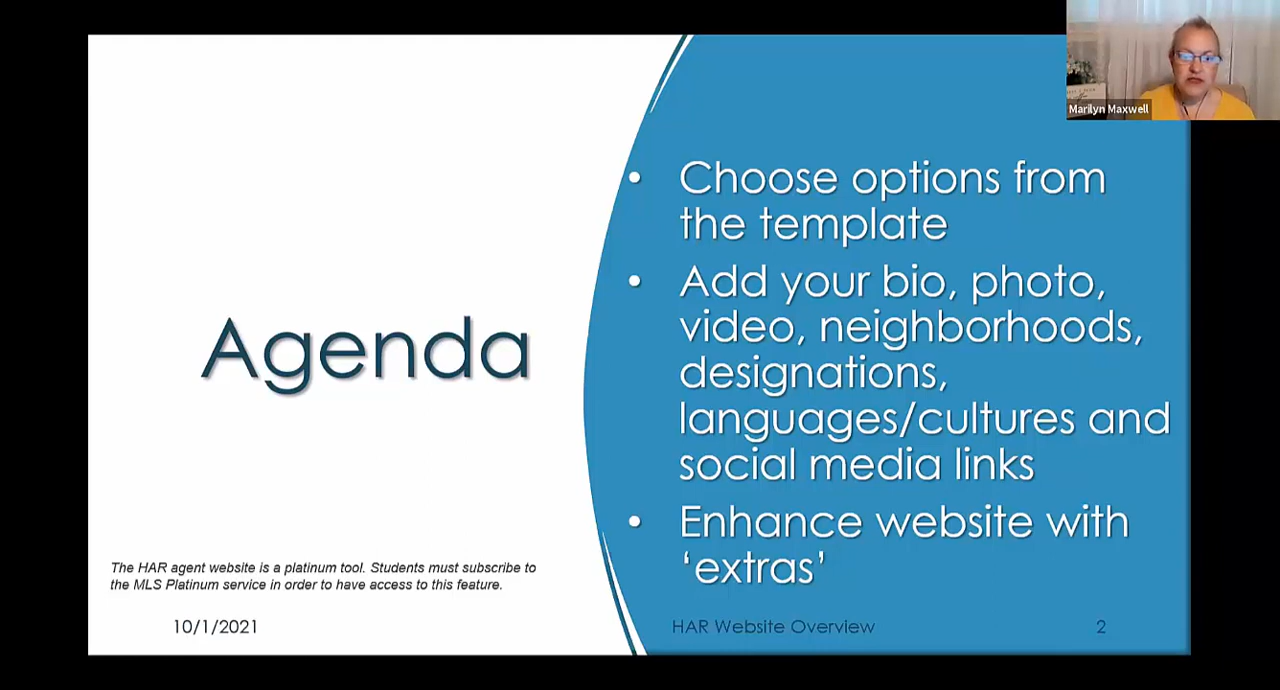 Marilyn Maxwell
Agenda
• Choose options from
the template
• Add your bio, photo,
video, neighborhoods,
designations,
languages/cultures and
social media links
• Enhance website with
‘extras’
The HAR agent website is a platinum tool. Students must subscribe to
the MLS Platinum service in order to have access to this feature.
10/1/2021
HAR Website Overview
2